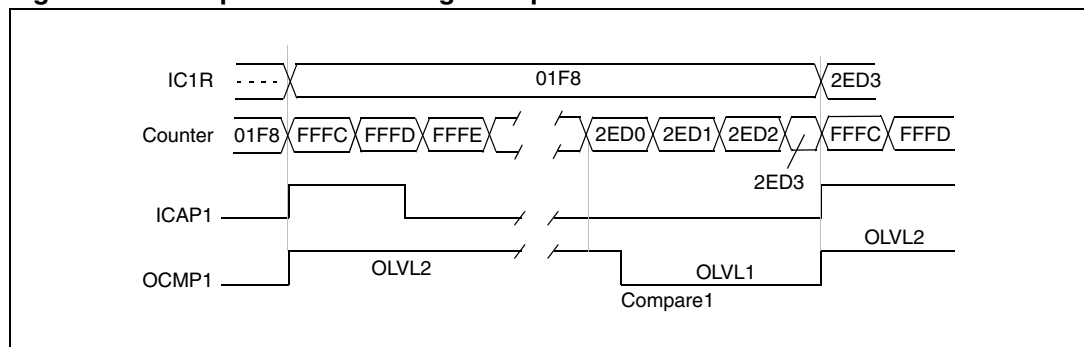 IC1R - - - - 01F8 2ED3
Counter 01F8 FFFC FFFD FFFE 2ED0 2ED1 2ED2 FFFC FFFD
2ED3
ICAP1
OLVL2
OCMP1 OLVL2 OLVL1
Compare1